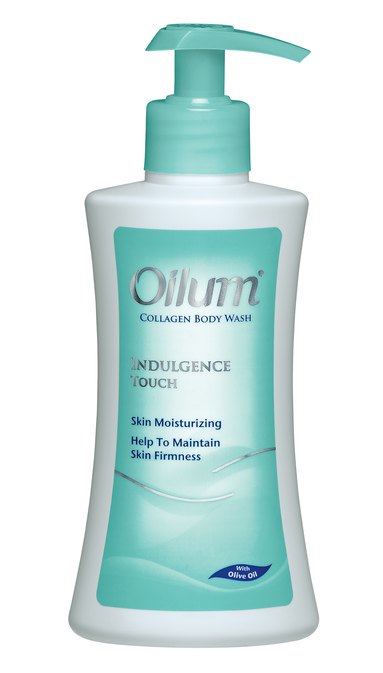 Oilum®
COLLAGEN BODY WASH
INDULGENCE
TOUCH
Skin Moisturizing
Help To Maintain
Skin Firmness
With
Olive Oil